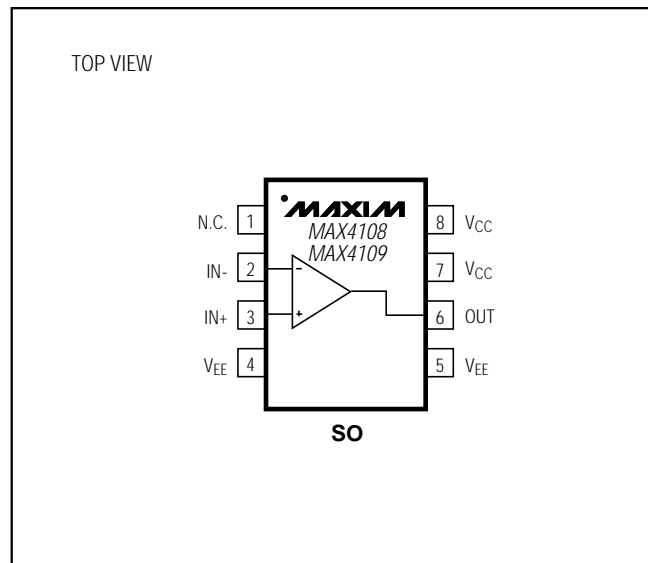 TOP VIEW
MAXIM
MAX4108
MAX4109
N.C. 1
IN- 2
IN+ 3
VEE 4
8 VCC
7 VCC
6 OUT
5 VEE
-
+
SO